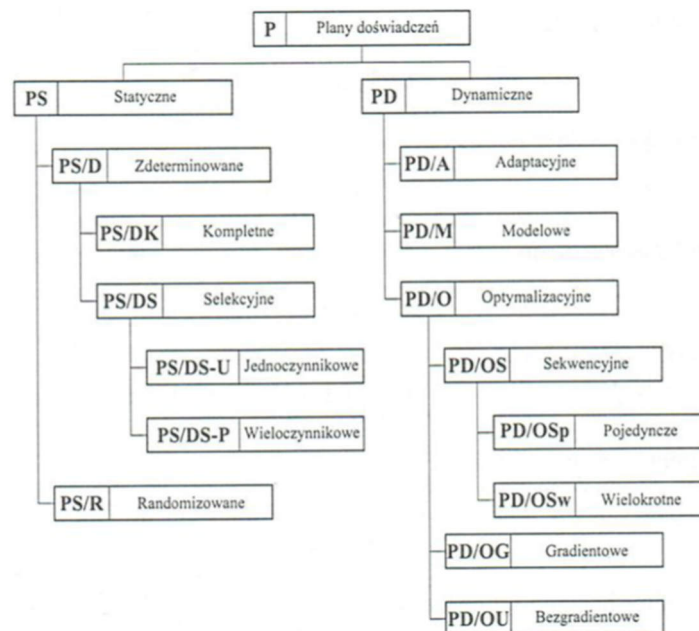 P Plany doświadczeń
PS Statyczne
PD Dynamiczne
PS/D Zdeterminowane
PD/A Adaptacyjne
PS/DK Kompletne
PD/M Modelowe
PS/DS Selekcyjne
PD/O Optymalizacyjne
PS/DS-U Jednoczynnikowe
PD/OS Sekwencyjne
PS/DS-P Wieloczynnikowe
PD/OSp Pojedyncze
PS/R Randomizowane
PD/OSw Wielokrotne
PD/OG Gradientowe
PD/OU Bezgradientowe